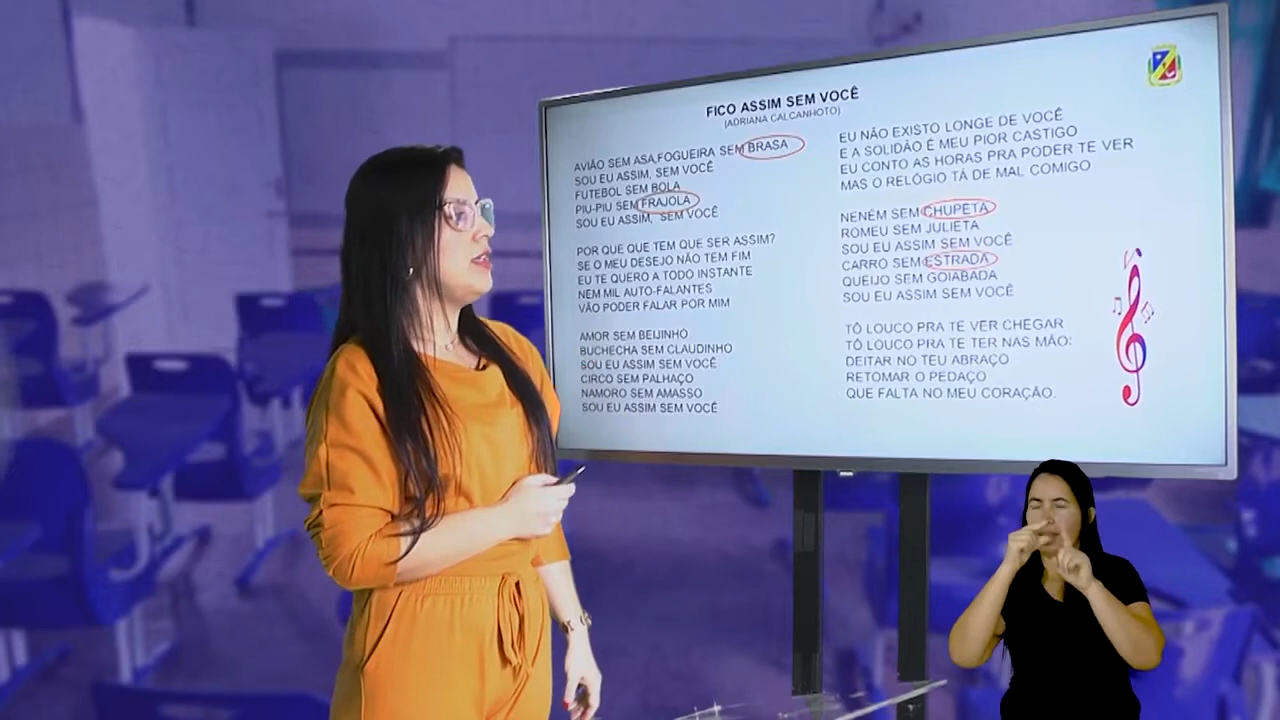 FICO ASSIM SEM VOCÊ
(ADRIANA CALCANHOTO)
AVIÃO SEM ASA,FOGUEIRA SEM BRASA
SOU EU ASSIM, SEM VOCÊ
FUTEBOL SEM BOLA
PIU-PIU SEM FRAJOLA
SOU EU ASSIM, SEM VOCÊ
POR QUE QUE TEM QUE SER ASSIM?
SE O MEU DESEJO NÃO TEM FIM
EU TE QUERO A TODO INSTANTE
NEM MIL AUTO-FALANTES
VÃO PODER FALAR POR MIM
AMOR SEM BEIJINHO
BUCHECHA SEM CLAUDINHO
SOU EU ASSIM SEM VOCÊ
CIRCO SEM PALHAÇO
NAMORO SEM AMASSO
SOU EU ASSIM SEM VOCÊ
EU NÃO EXISTO LONGE DE VOCÊ
E A SOLIDÃO É MEU PIOR CASTIGO
EU CONTO AS HORAS PRA PODER TE VER
MAS O RELÓGIO TÁ DE MAL COMIGO
NENÉM SEM CHUPETA
ROMEU SEM JULIETA
SOU EU ASSIM SEM VOCÊ
CARRO SEM ESTRADA
QUEIJO SEM GOIABADA
SOU EU ASSIM SEM VOCÊ
TÔ LOUCO PRA TE VER CHEGAR
TÔ LOUCO PRA TE TER NAS MÃO:
DEITAR NO TEU ABRAÇO
RETOMAR O PEDAÇO
QUE FALTA NO MEU CORAÇÃO.